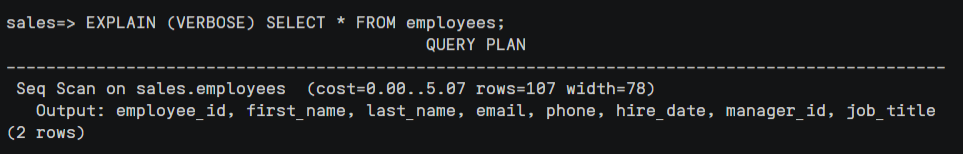 sales=> EXPLAIN (VERBOSE) SELECT * FROM employees;
QUERY PLAN
----------------------------------------------------------------------------------------------
Seq Scan on sales.employees  (cost=0.00..5.07 rows=107 width=78)
Output: employee_id, first_name, last_name, email, phone, hire_date, manager_id, job_title
(2 rows)